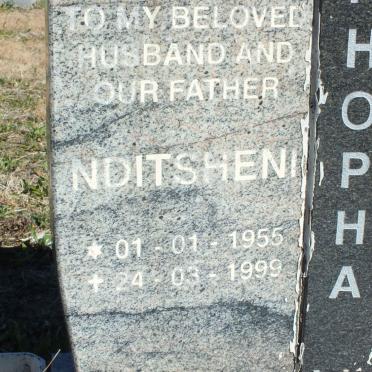 TO MY BELOVED
HUSBAND AND
OUR FATHER
NDITSHENI
* 01 - 01 - 1955
✝ 24 - 03 - 1999
H
O
P
H
A